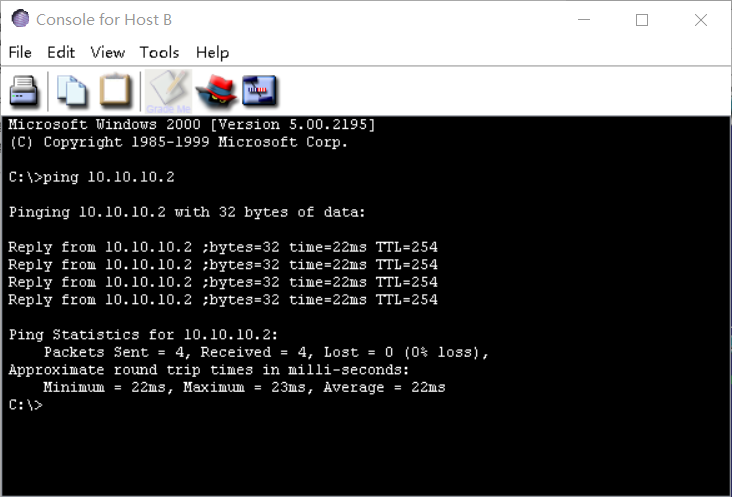 Console for Host B
File Edit View Tools Help
Grade Me
Microsoft Windows 2000 [Version 5.00.2195]
(C) Copyright 1985-1999 Microsoft Corp.
C:\>ping 10.10.10.2
Pinging 10.10.10.2 with 32 bytes of data:
Reply from 10.10.10.2 ;bytes=32 time=22ms TTL=254
Reply from 10.10.10.2 ;bytes=32 time=22ms TTL=254
Reply from 10.10.10.2 ;bytes=32 time=22ms TTL=254
Reply from 10.10.10.2 ;bytes=32 time=22ms TTL=254
Ping Statistics for 10.10.10.2:
Packets Sent = 4, Received = 4, Lost = 0 (0% loss),
Approximate round trip times in milli-seconds:
Minimum = 22ms, Maximum = 23ms, Average = 22ms
C:\>